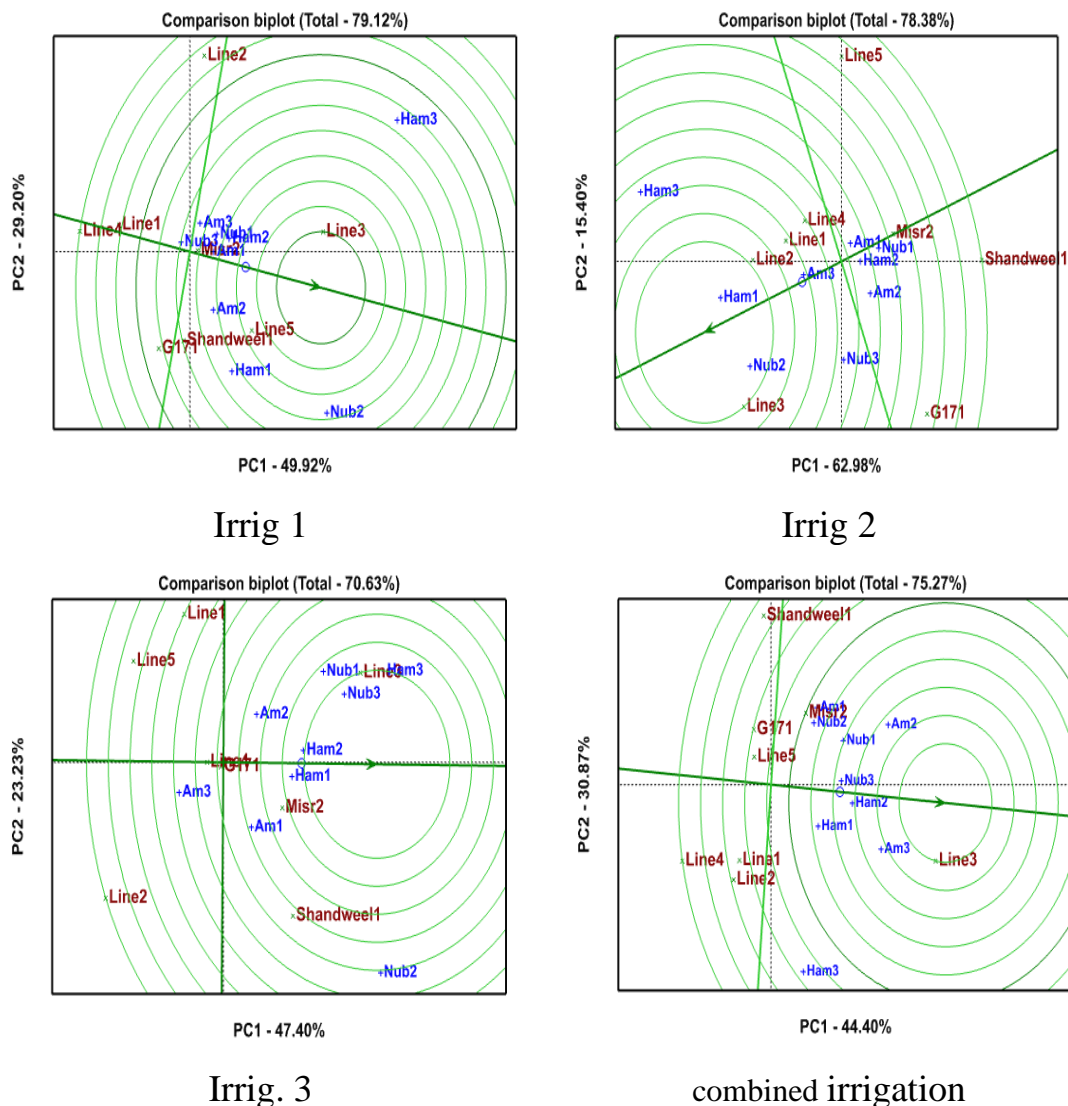 Comparison biplot (Total - 79.12%)
PC2 - 29.20%
Line2
Ham3
Line4
Line1
Am3
Nub1
Ham2
Nub3
Misr2
Am1
Line3
Am2
Line5
Shandweel1
G171
Ham1
Nub2
PC1 - 49.92%
Irrig 1
Comparison biplot (Total - 78.38%)
PC2 - 15.40%
Line5
Ham3
Line4
Line1
Misr2
Am1
Nub1
Line2
Ham2
Shandweel1
Am3
Am2
Ham1
Nub2
Nub3
Line3
G171
PC1 - 62.98%
Irrig 2
Comparison biplot (Total - 70.63%)
PC2 - 23.23%
Line1
Line5
Nub1
Line3
Ham3
Nub3
Am2
Ham2
Line4
G171
Ham1
Am3
Misr2
Am1
Line2
Shandweel1
Nub2
PC1 - 47.40%
Irrig. 3
Comparison biplot (Total - 75.27%)
PC2 - 30.87%
Shandweel1
Am1
Misr2
Nub2
Am2
G171
Nub1
Line5
Nub3
Ham2
Ham1
Am3
Line4
Line1
Line3
Line2
Ham3
PC1 - 44.40%
combined irrigation